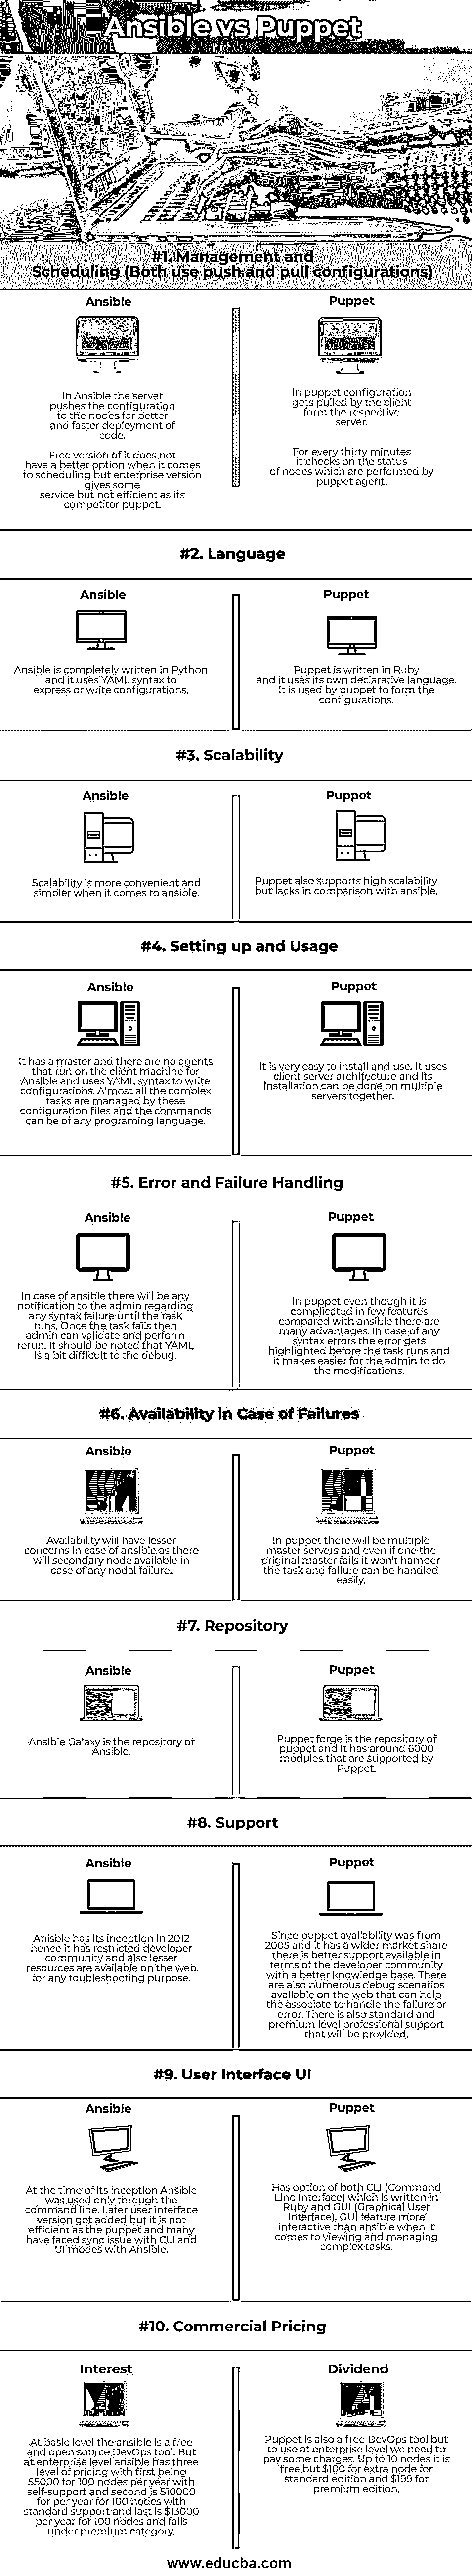 Ansible vs Puppet
#1. Management and
Scheduling (Both use push and pull configurations)
Ansible
In Ansible the server
pushes the configuration
to the nodes for better
and faster deployment of
code.
Free version of it does not
have a better option when it comes
to scheduling but enterprise version
gives some
service but not efficient as its
competitor puppet.
Puppet
In puppet configuration
gets pulled by the client
form the respective
server.
For every thirty minutes
it checks on the status
of nodes which are performed by
puppet agent.
#2. Language
Ansible
Ansible is completely written in Python
and it uses YAML syntax to
express or write configurations.
Puppet
Puppet is written in Ruby
and it uses its own declarative language.
It is used by puppet to form the
configurations.
#3. Scalability
Ansible
Scalability is more convenient and
simpler when it comes to ansible.
Puppet
Puppet also supports high scalability
but lacks in comparison with ansible.
#4. Setting up and Usage
Ansible
It has a master and there are no agents
that run on the client machine for
Ansible and uses YAML syntax to write
configurations. Almost all the complex
tasks are managed by these
configuration files and the commands
can be of any programing language.
Puppet
It is very easy to install and use. It uses
client server architecture and its
installation can be done on multiple
servers together.
#5. Error and Failure Handling
Ansible
In case of ansible there will be any
notification to the admin regarding
any syntax failure until the task
runs. Once the task fails then
admin can validate and perform
rerun. It should be noted that YAML
is a bit difficult to the debug.
Puppet
In puppet even though it is
complicated in few features
compared with ansible there are
many advantages. In case of any
syntax errors the error gets
highlighted before the task runs and
it makes easier for the admin to do
the modifications.
#6. Availability in Case of Failures
Ansible
Availability will have lesser
concerns in case of ansible as there
will secondary node available in
case of any nodal failure.
Puppet
In puppet there will be multiple
master servers and even if one the
original master fails it won't hamper
the task and failure can be handled
easily.
#7. Repository
Ansible
Ansible Galaxy is the repository of
Ansible.
Puppet
Puppet forge is the repository of
puppet and it has around 6000
modules that are supported by
Puppet.
#8. Support
Ansible
Anisble has its inception in 2012
hence it has restricted developer
community and also lesser
resources are available on the web
for any toubleshooting purpose.
Puppet
Since puppet availability was from
2005 and it has a wider market share
there is better support available in
terms of the developer community
with a better knowledge base. There
are also numerous debug scenarios
available on the web that can help
the associate to handle the failure or
error. There is also standard and
premium level professional support
that will be provided.
#9. User Interface UI
Ansible
At the time of its inception Ansible
was used only through the
command line. Later user interface
version got added but it is not
efficient as the puppet and many
have faced sync issue with CLI and
UI modes with Ansible.
Puppet
Has option of both CLI (Command
Line Interface) which is written in
Ruby and GUI (Graphical User
Interface), GUI feature more
interactive than ansible when it
comes to viewing and managing
complex tasks.
#10. Commercial Pricing
Interest
At basic level the ansible is a free
and open source DevOps tool. But
at enterprise level ansible has three
level of pricing with first being
$5000 for 100 nodes per year with
self-support and second is $10000
for per year for 100 nodes with
standard support and last is $13000
per year for 100 nodes and falls
under premium category.
Dividend
Puppet is also a free DevOps tool but
to use at enterprise level we need to
pay some charges. Up to 10 nodes it is
free but $100 for extra node for
standard edition and $199 for
premium edition.
www.educba.com